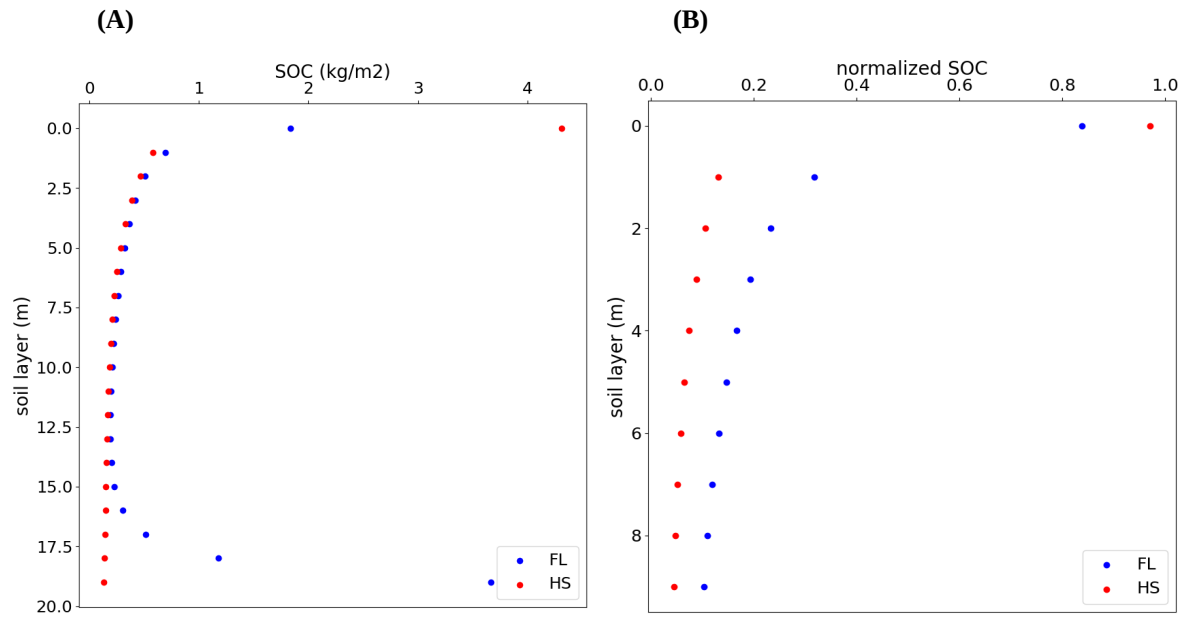 (A)
SOC (kg/m2)
0 1 2 3 4
0.0
2.5
5.0
7.5
10.0
12.5
15.0
17.5
20.0
soil layer (m)
FL
HS
(B)
normalized SOC
0.0 0.2 0.4 0.6 0.8 1.0
0
2
4
6
8
soil layer (m)
FL
HS